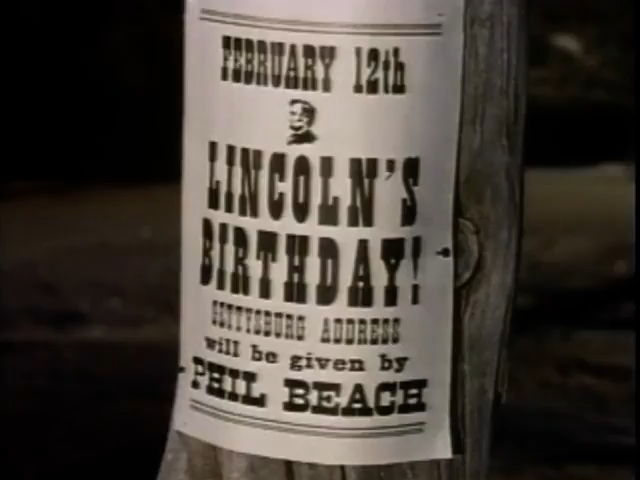 FEBRUARY 12th
LINCOLN'S
BIRTHDAY!
GETTYSBURG ADDRESS
will be given by
PHIL BEACH